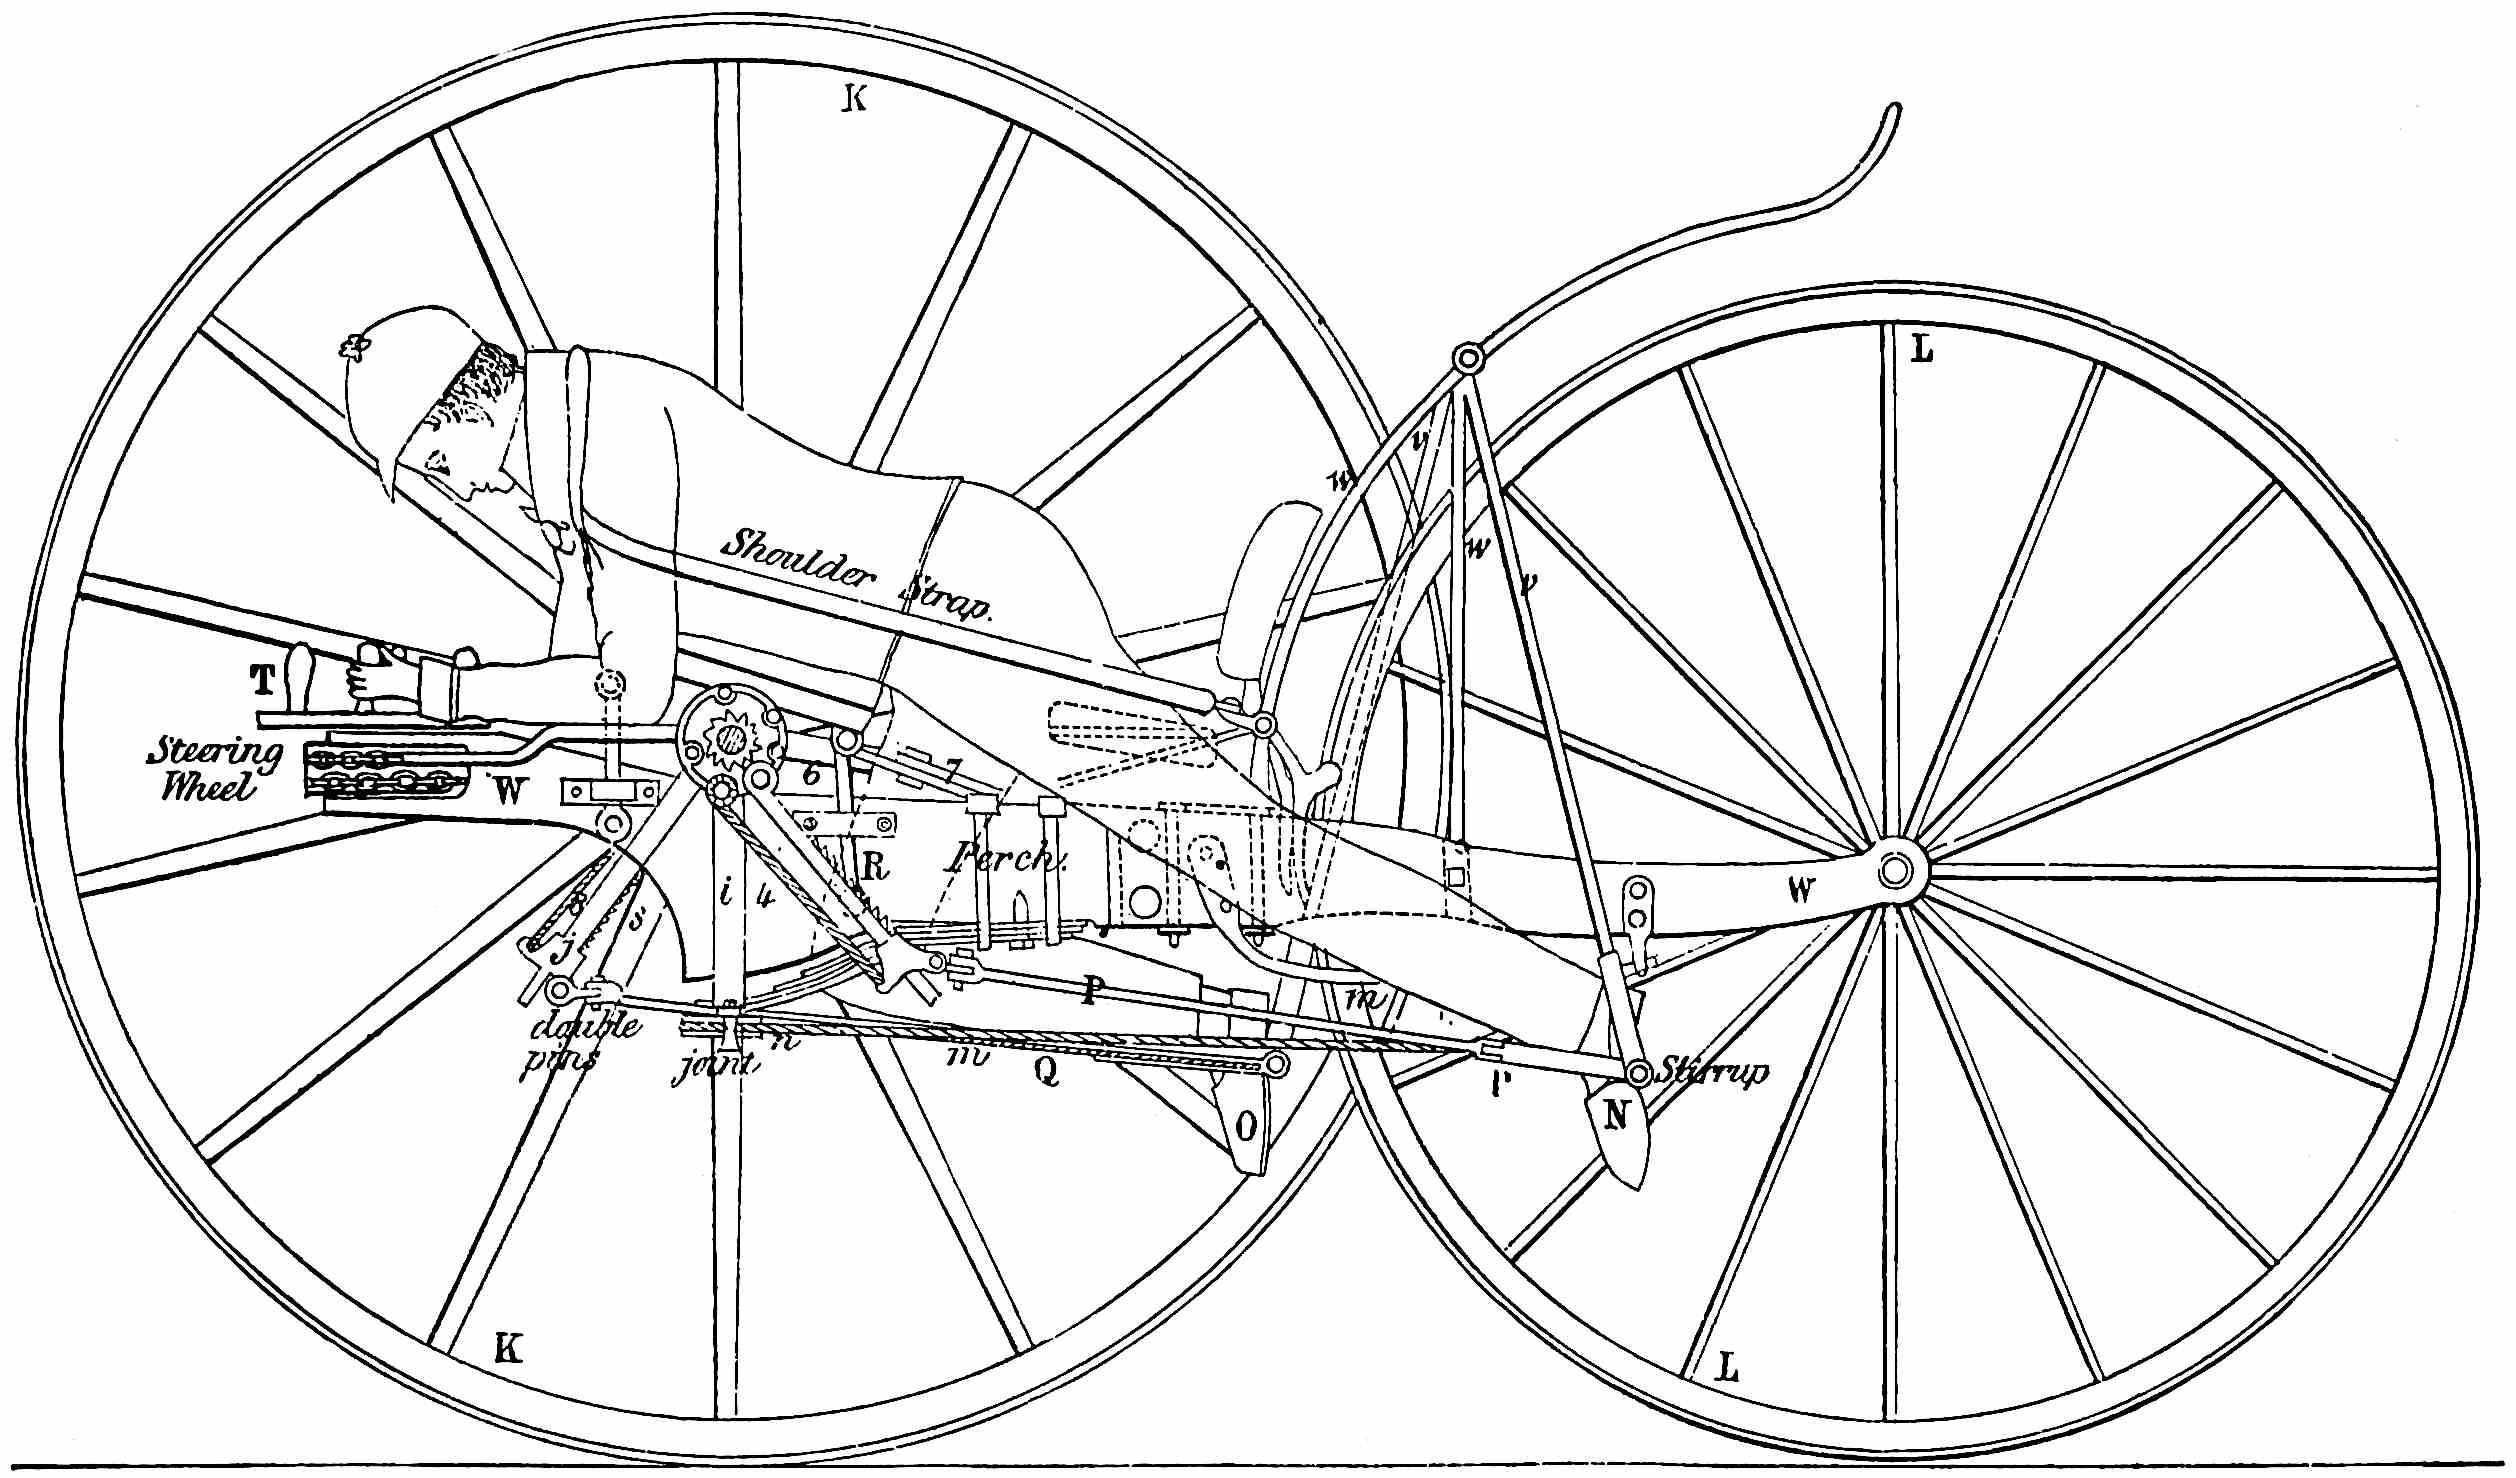 K
L
v
w
Shoulder Strap.
w
v
T
Steering
Wheel
W
6
7
R
Perch.
i
4
W
8
s
j
P
m
double
pins
joint
n
m
Q
P
Stirrup
N
O
K
L